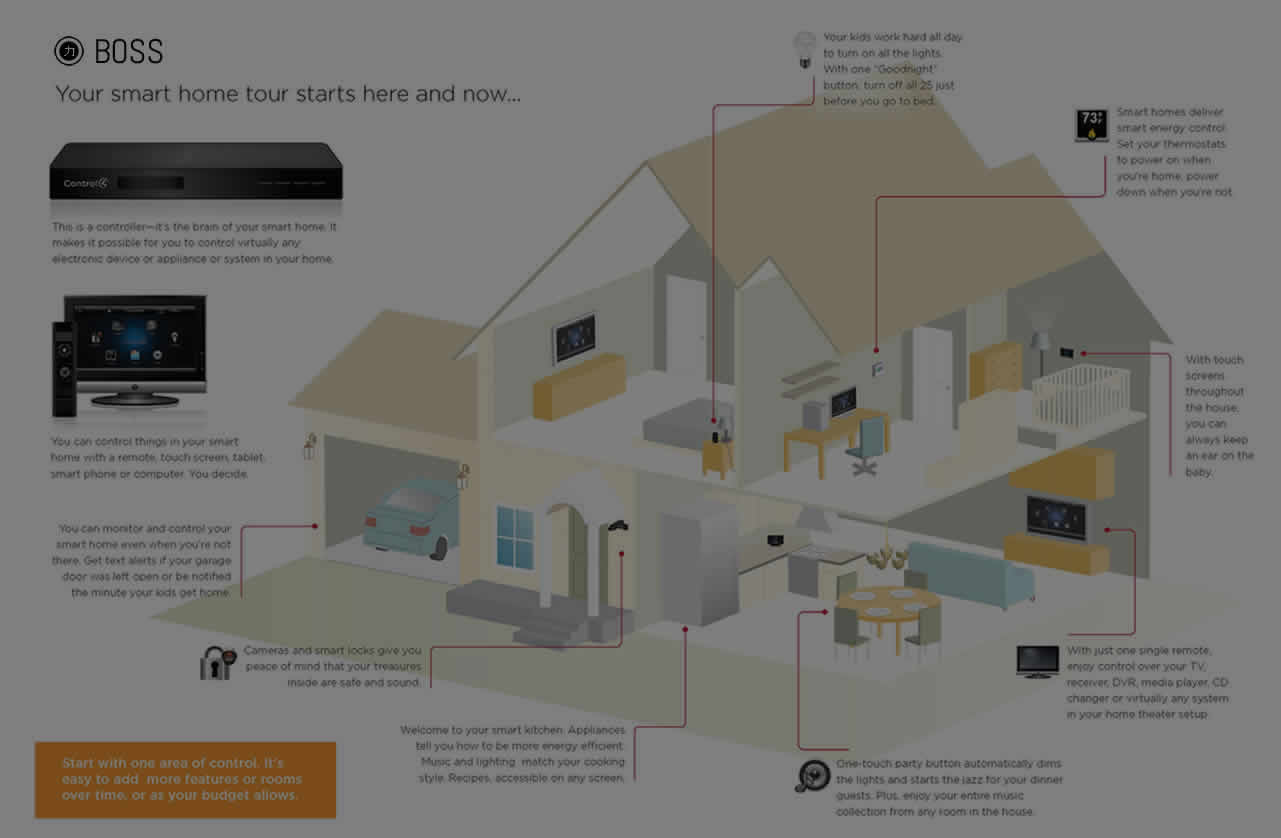 力 BOSS
Your smart home tour starts here and now...
Control4
This is a controller—it's the brain of your smart home. It
makes it possible for you to control virtually any
electronic device or appliance or system in your home.
You can control things in your smart
home with a remote, touch screen, tablet,
smart phone or computer. You decide.
You can monitor and control your
smart home even when you're not
there. Get text alerts if your garage
door was left open or be notified
the minute your kids get home.
Cameras and smart locks give you
peace of mind that your treasures
inside are safe and sound.
Start with one area of control. It's
easy to add more features or rooms
over time, or as your budget allows.
Welcome to your smart kitchen. Appliances
tell you how to be more energy efficient.
Music and lighting match your cooking
style. Recipes, accessible on any screen.
Your kids work hard all day
to turn on all the lights.
With one "Goodnight"
button, turn off all 25 just
before you go to bed.
73°F
Smart homes deliver
smart energy control.
Set your thermostats
to power on when
you're home, power
down when you're not.
With touch
screens
throughout
the house,
you can
always keep
an ear on the
baby.
With just one single remote,
enjoy control over your TV,
receiver, DVR, media player, CD
changer or virtually any system
in your home theater setup.
One-touch party button automatically dims
the lights and starts the jazz for your dinner
guests. Plus, enjoy your entire music
collection from any room in the house.